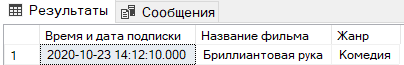 Результаты Сообщения
Время и дата подписки Название фильма Жанр
1 2020-10-23 14:12:10.000 Бриллиантовая рука Комедия